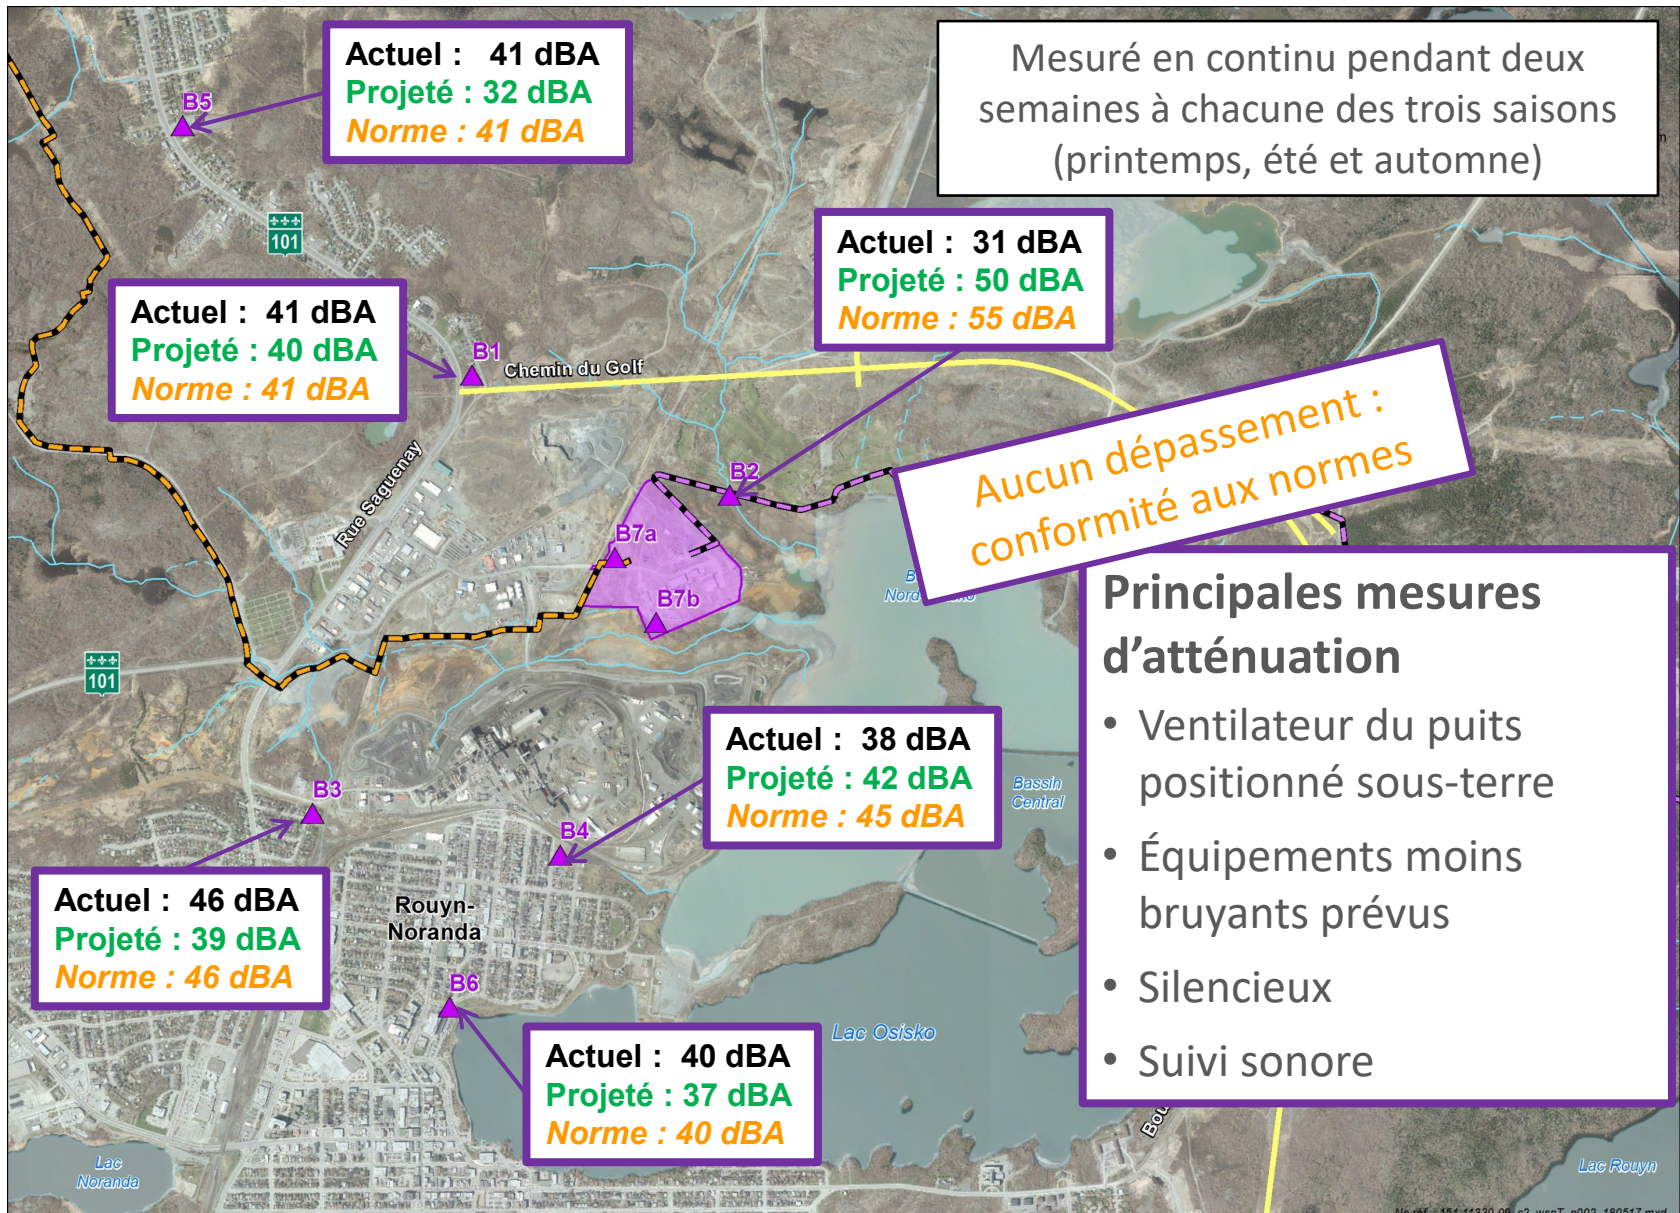 Actuel : 41 dBA
Projeté : 32 dBA
Norme : 41 dBA
Mesuré en continu pendant deux
semaines à chacune des trois saisons
(printemps, été et automne)
B5
101
Actuel : 31 dBA
Projeté : 50 dBA
Norme : 55 dBA
Actuel : 41 dBA
Projeté : 40 dBA
Norme : 41 dBA
B1
Chemin du Golf
Rue Saguenay
B2
Aucun dépassement :
conformité aux normes
B7a
B7b
Principales mesures
d'atténuation
• Ventilateur du puits
positionné sous-terre
• Équipements moins
bruyants prévus
• Silencieux
• Suivi sonore
101
Actuel : 38 dBA
Projeté : 42 dBA
Norme : 45 dBA
Bassin
Central
B3
B4
Actuel : 46 dBA
Projeté : 39 dBA
Norme : 46 dBA
Rouyn-
Noranda
B6
Lac Osisko
Actuel : 40 dBA
Projeté : 37 dBA
Norme : 40 dBA
Lac
Noranda
Lac Rouyn